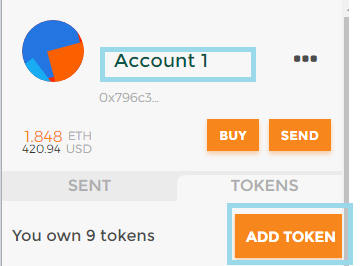 Account 1
0x796c3...
1.848 ETH
420.94 USD
BUY SEND
SENT TOKENS
You own 9 tokens
ADD TOKEN